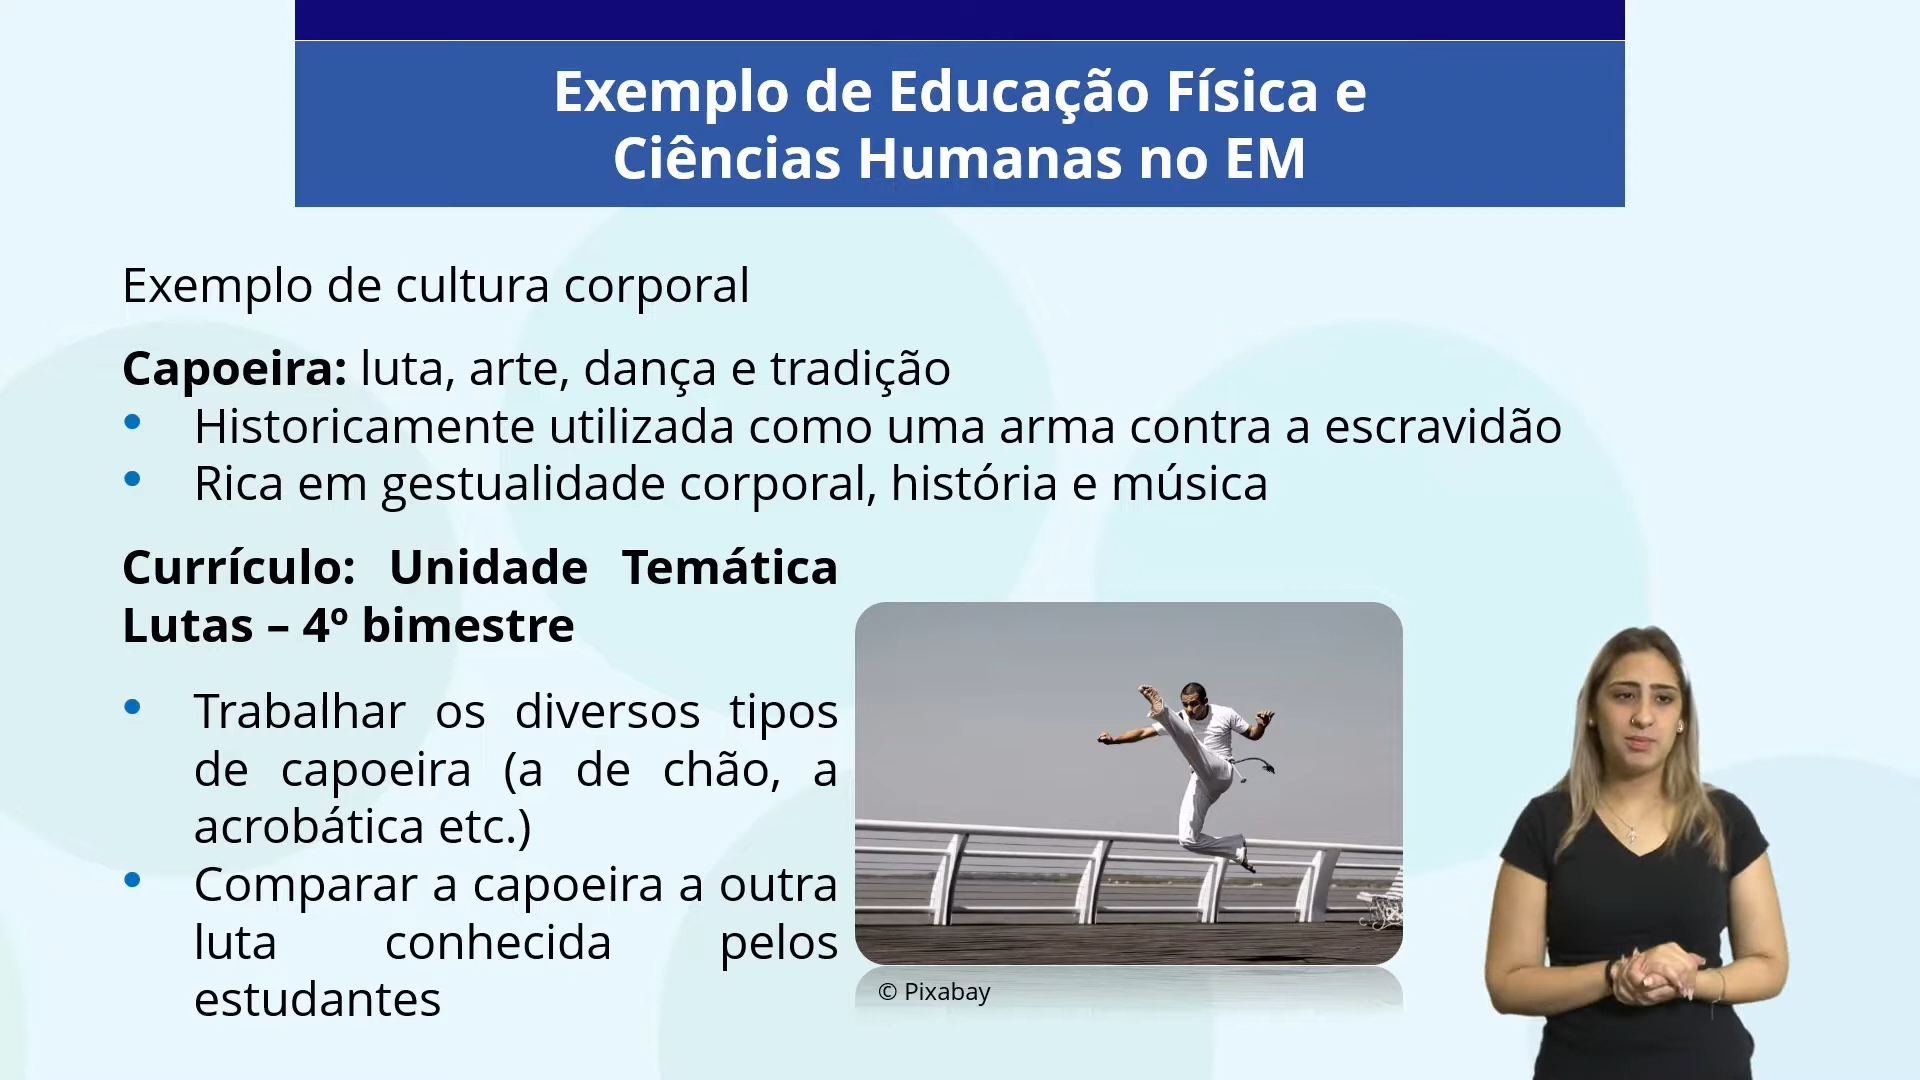 Exemplo de Educação Física e
Ciências Humanas no EM
Exemplo de cultura corporal
Capoeira: luta, arte, dança e tradição
• Historicamente utilizada como uma arma contra a escravidão
• Rica em gestualidade corporal, história e música
Currículo: Unidade Temática
Lutas – 4º bimestre
• Trabalhar os diversos tipos
de capoeira (a de chão, a
acrobática etc.)
• Comparar a capoeira a outra
luta conhecida pelos
estudantes
© Pixabay